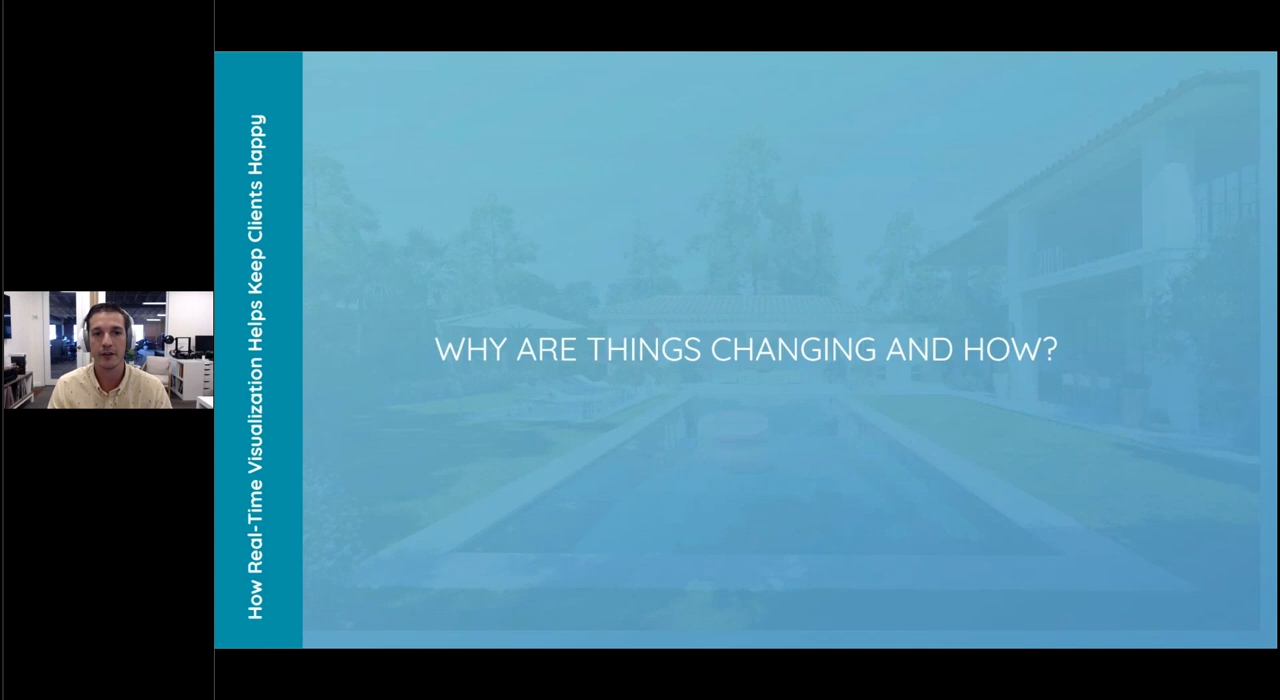 How Real-Time Visualization Helps Keep Clients Happy
WHY ARE THINGS CHANGING AND HOW?